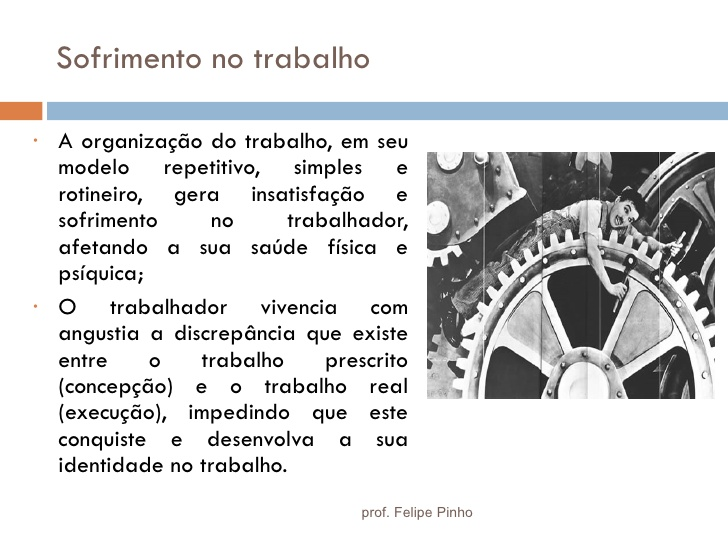 Sofrimento no trabalho
• A organização do trabalho, em seu
modelo repetitivo, simples e
rotineiro, gera insatisfação e
sofrimento no trabalhador,
afetando a sua saúde física e
psíquica;
• O trabalhador vivencia com
angustia a discrepância que existe
entre o trabalho prescrito
(concepção) e o trabalho real
(execução), impedindo que este
conquiste e desenvolva a sua
identidade no trabalho.
prof. Felipe Pinho